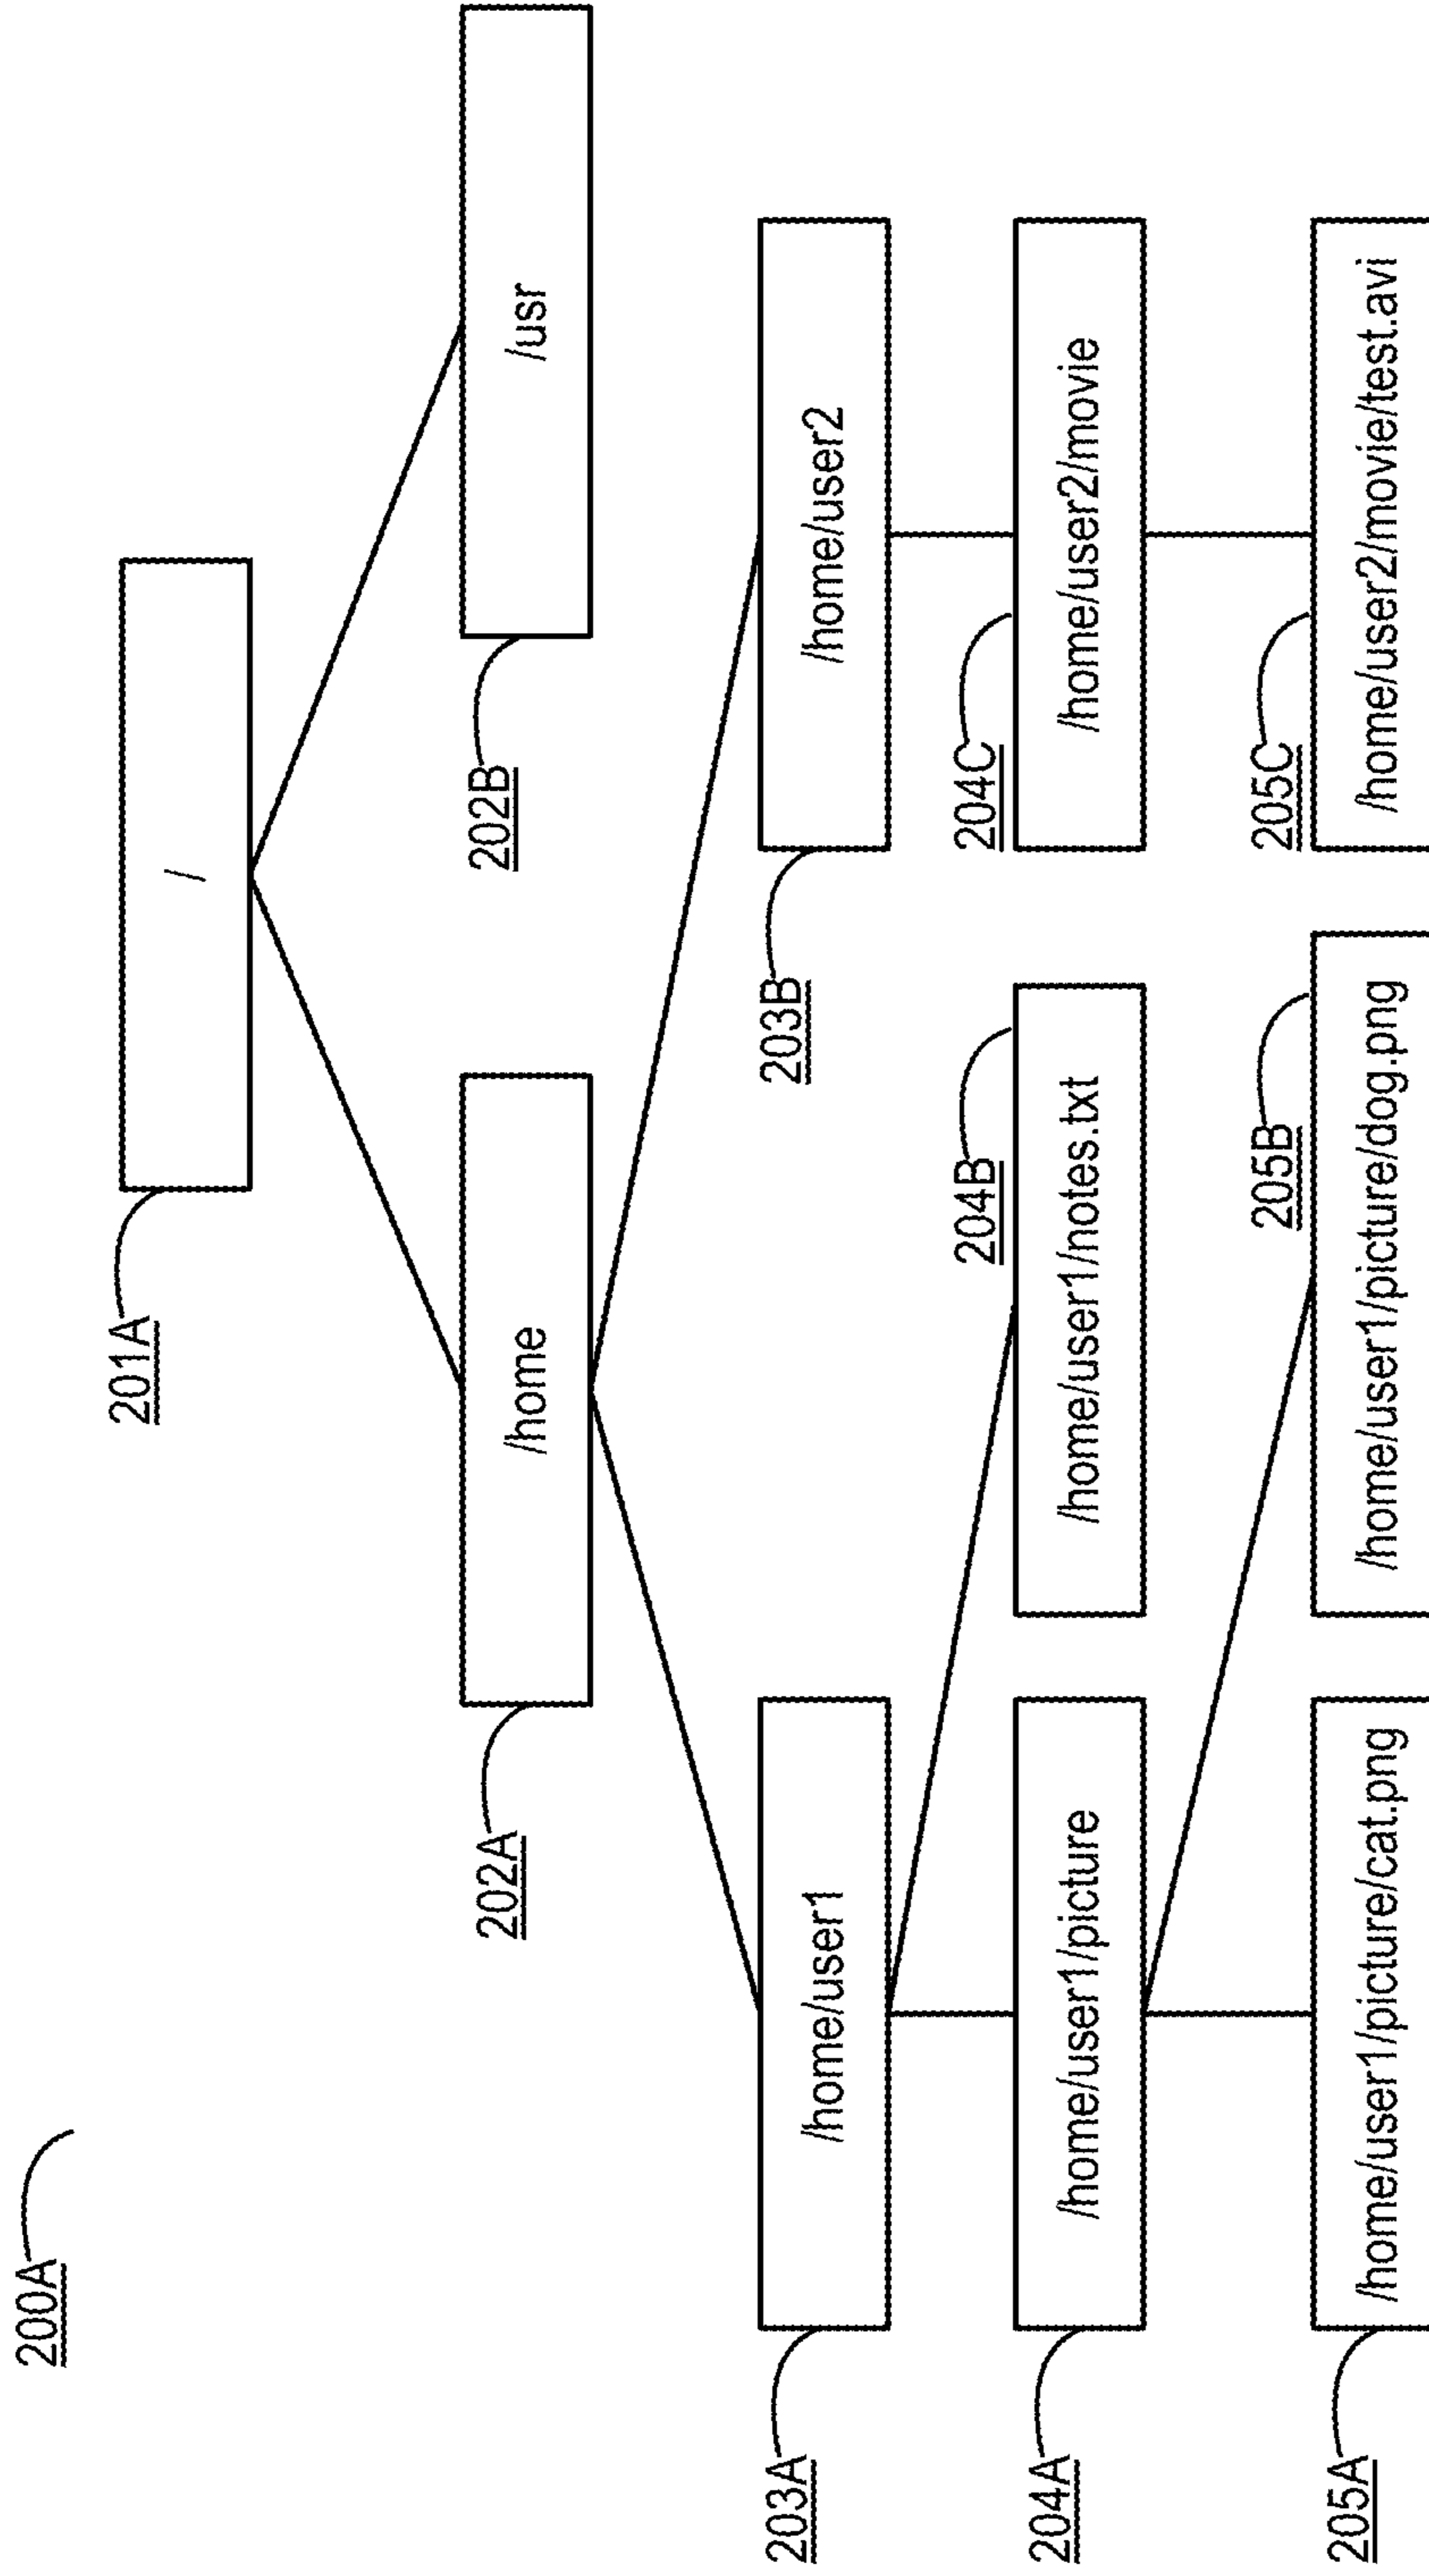 200A
201A
/
202A
/home
202B
/usr
203A
/home/user1
203B
/home/user2
204A
/home/user1/picture
204B
/home/user1/notes.txt
204C
/home/user2/movie
205A
/home/user1/picture/cat.png
205B
/home/user1/picture/dog.png
205C
/home/user2/movie/test.avi